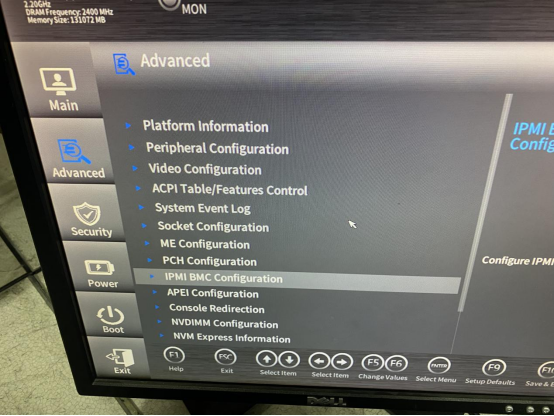 2.20GHz
DRAM Frequency: 2400 MHz
Memory Size: 131072 MB
MON
Advanced
Main
Advanced
Security
Power
Boot
Exit
Platform Information
Peripheral Configuration
Video Configuration
ACPI Table/Features Control
System Event Log
Socket Configuration
ME Configuration
PCH Configuration
IPMI BMC Configuration
APEI Configuration
Console Redirection
NVDIMM Configuration
NVM Express Information
IPMI
Configure IPMI
F1
Help
ESC
Exit
Select Item
Select Item
F5 F6
Change Values
ENTER
Select Menu
F9
Setup Defaults
Save &
DELL